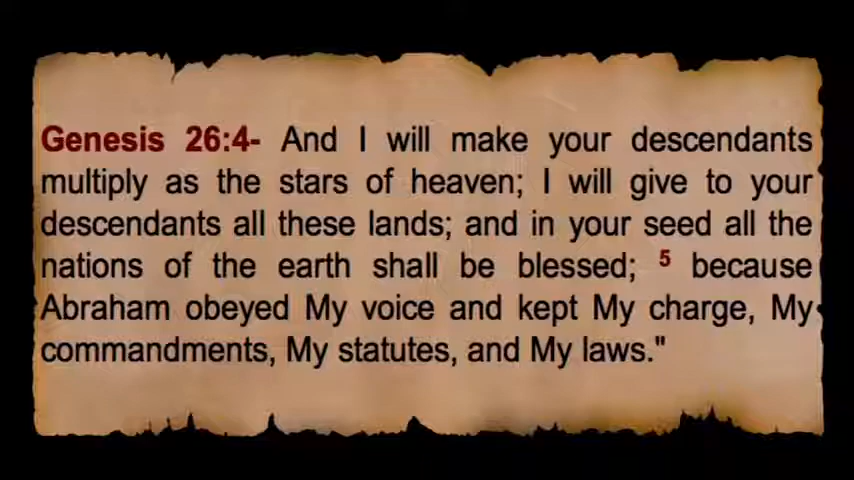 Genesis 26:4- And I will make your descendants
multiply as the stars of heaven; I will give to your
descendants all these lands; and in your seed all the
nations of the earth shall be blessed; 5 because
Abraham obeyed My voice and kept My charge, My
commandments, My statutes, and My laws."